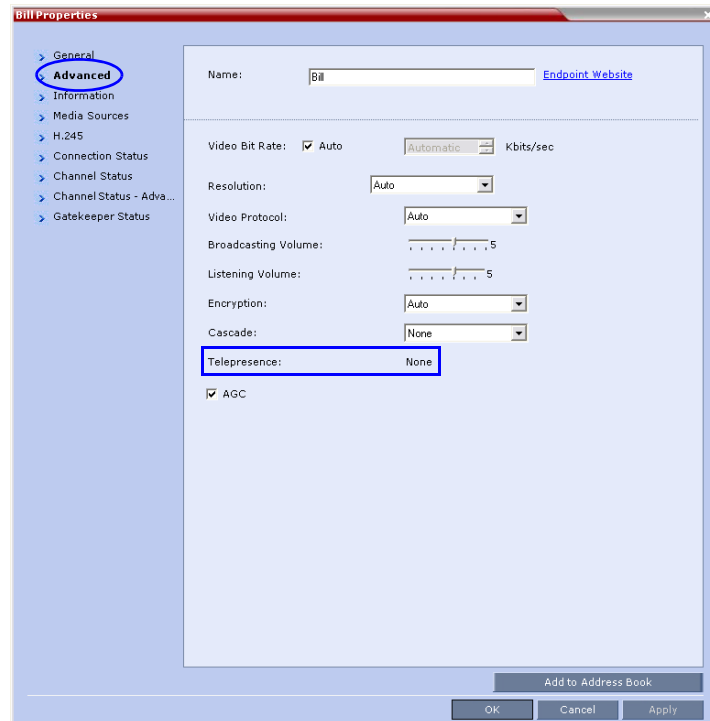 Bill Properties
General
Advanced
Information
Media Sources
H.245
Connection Status
Channel Status
Channel Status - Adva...
Gatekeeper Status
Name: Bill Endpoint Website
Video Bit Rate: Auto Automatic Kbits/sec
Resolution: Auto
Video Protocol: Auto
Broadcasting Volume: 5
Listening Volume: 5
Encryption: Auto
Cascade: None
Telepresence: None
AGC
Add to Address Book
OK Cancel Apply